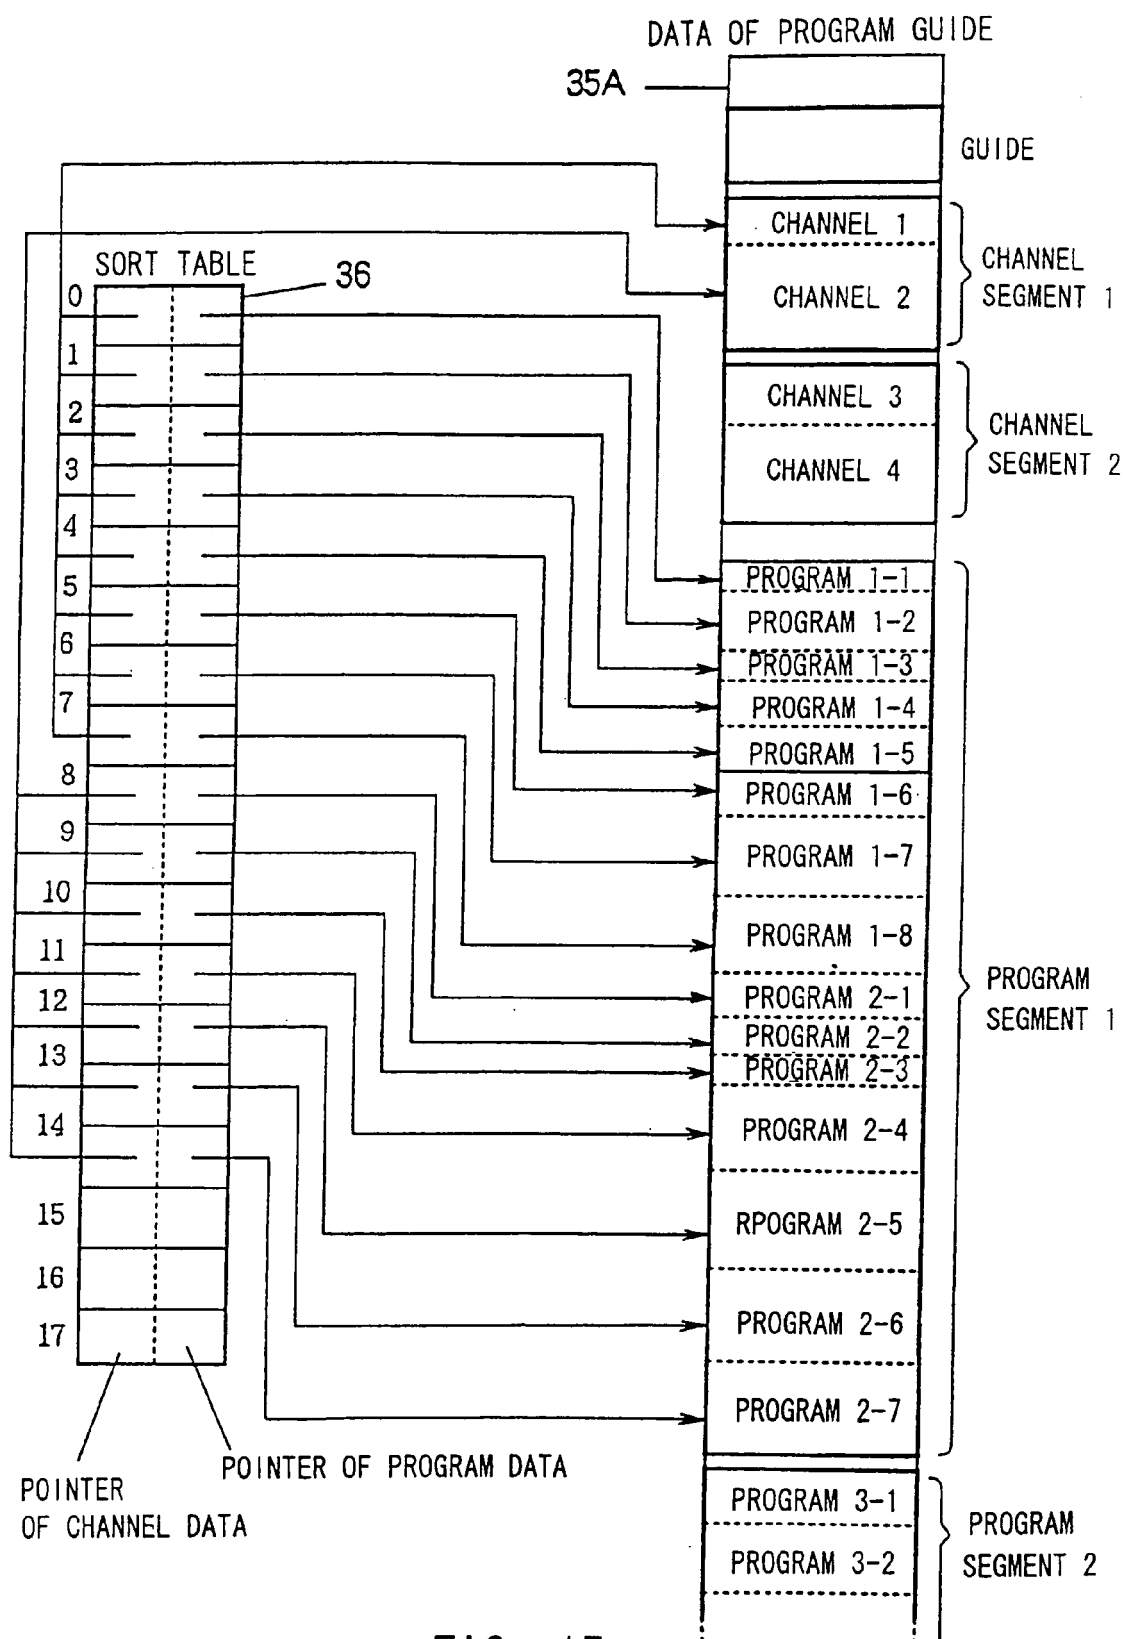 DATA OF PROGRAM GUIDE
35A
GUIDE
CHANNEL 1
CHANNEL 2
CHANNEL
SEGMENT 1
CHANNEL 3
CHANNEL 4
CHANNEL
SEGMENT 2
SORT TABLE
36
0
1
2
3
4
5
6
7
8
9
10
11
12
13
14
15
16
17
POINTER
OF CHANNEL DATA
POINTER OF PROGRAM DATA
PROGRAM 1-1
PROGRAM 1-2
PROGRAM 1-3
PROGRAM 1-4
PROGRAM 1-5
PROGRAM 1-6
PROGRAM 1-7
PROGRAM 1-8
PROGRAM 2-1
PROGRAM 2-2
PROGRAM 2-3
PROGRAM 2-4
RPOGRAM 2-5
PROGRAM 2-6
PROGRAM 2-7
PROGRAM
SEGMENT 1
PROGRAM 3-1
PROGRAM 3-2
PROGRAM
SEGMENT 2